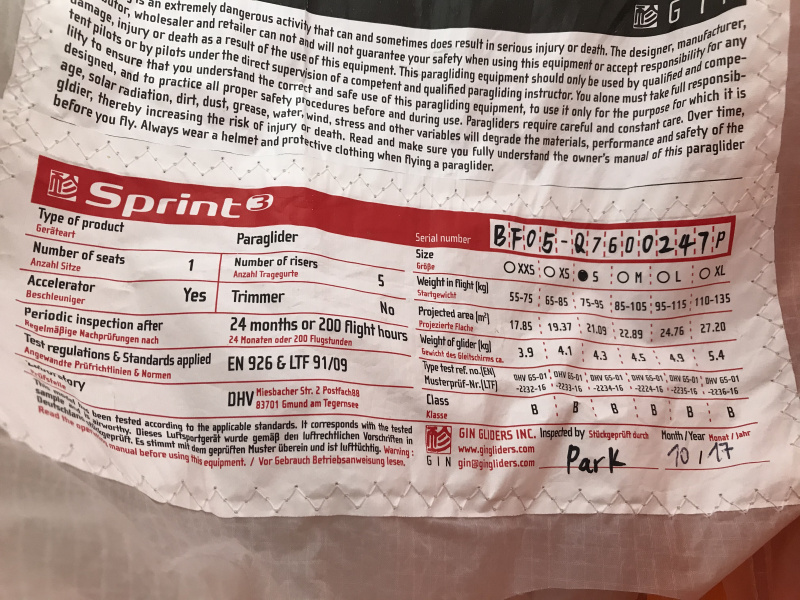 is an extremely dangerous activity that can and sometimes does result in serious injury or death. The designer, manufacturer,
wholesaler and retailer can not and will not guarantee your safety when using this equipment or accept responsibility for any
damage, injury or death as a result of the use of this equipment. This paragliding equipment should only be used by qualified and compe-
tent pilots or by pilots under the direct supervision of a competent and qualified paragliding instructor. You alone must take full responsib-
ility to ensure that you understand the correct and safe use of this paragliding equipment, to use it only for the purpose for which it is
designed, and to practice all proper safety procedures before and during use. Paragliders require careful and constant care. Over time,
age, solar radiation, dirt, dust, grease, water, wind, stress and other variables will degrade the materials, performance and safety of the
gldier, thereby increasing the risk of injury or death. Read and make sure you fully understand the owner's manual of this paraglider
before you fly. Always wear a helmet and protective clothing when flying a paraglider.
Sprint 3
Type of product
Geräteart
Paraglider
Number of seats
Anzahl Sitze
1
Number of risers
Anzahl Tragegurte
5
Accelerator
Beschleuniger
Yes
Trimmer
No
Periodic inspection after
Regelmäßige Nachprüfungen nach
24 months or 200 flight hours
24 Monaten oder 200 Flugstunden
Test regulations & Standards applied
Angewandte Prüfrichtlinien & Normen
EN 926 & LTF 91/09
DHV
Miesbacher Str. 2 Postfach88
83701 Gmund am Tegernsee
been tested according to the applicable standards. It corresponds with the tested
airworthy. Dieses Luftsportgerät wurde gemäß den luftrechtlichen Vorschriften in
Es stimmt mit dem geprüften Muster überein und ist lufttüchtig. Warning :
Read the manual before using this equipment. / Vor Gebrauch Betriebsanweisung lesen.
Serial number
BF05-Q7600247P
Size
Größe
XXS XS S M L XL
Weight in flight (kg)
Startgewicht
55-75 65-85 75-95 85-105 95-115 110-135
Projected area (m²)
Projezierte Flache
17.85 19.37 21.09 22.89 24.76 27.20
Weight of glider (kg)
Gewicht des Gleitschirms ca.
3.9 4.1 4.3 4.5 4.9 5.4
Type test ref. no.(EN)
Musterprüf-Nr.(LTF)
DHV GS-01 DHV GS-01 DHV GS-01 DHV GS-01 DHV GS-01 DHV GS-01
-2232-16 -2233-16 -2234-16 -2224-16 -2235-16 -2236-16
Class
Klasse
B B B B B B
GIN
GIN GLIDERS INC.
www.gingliders.com
gin@gingliders.com
Inspected by Stückgeprüft durch
Park
Month/Year Monat / Jahr
10 / 17